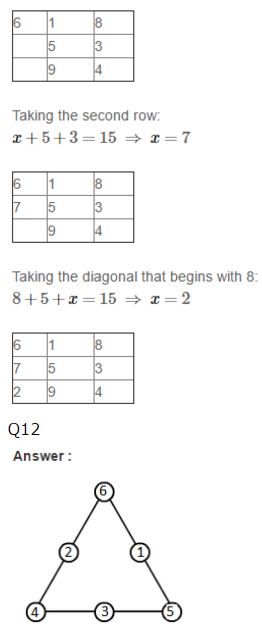 6 1 8
5 3
9 4
Taking the second row:
x + 5 + 3 = 15 ⇒ x = 7
6 1 8
7 5 3
9 4
Taking the diagonal that begins with 8:
8 + 5 + x = 15 ⇒ x = 2
6 1 8
7 5 3
2 9 4
Q12
Answer :
6
2 1
4 3 5